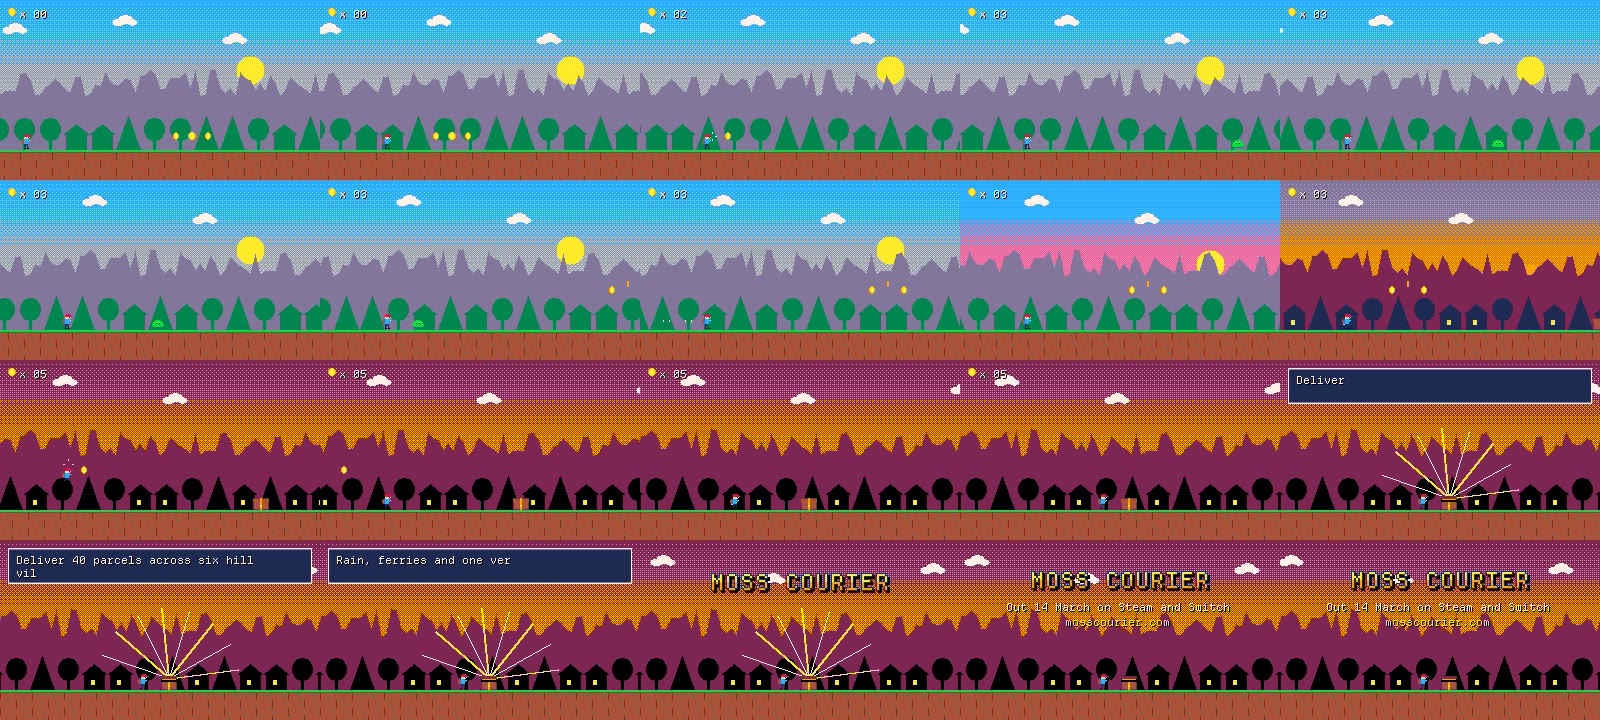 x 00
x 00
x 02
x 03
x 03
x 03
x 03
x 03
x 03
x 03
x 05
x 05
x 05
x 05
Deliver
Deliver 40 parcels across six hill
vil
Rain, ferries and one ver
MOSS COURIER
MOSS COURIER
Out 14 March on Steam and Switch
mosscourier.com
MOSS COURIER
Out 14 March on Steam and Switch
mosscourier.com